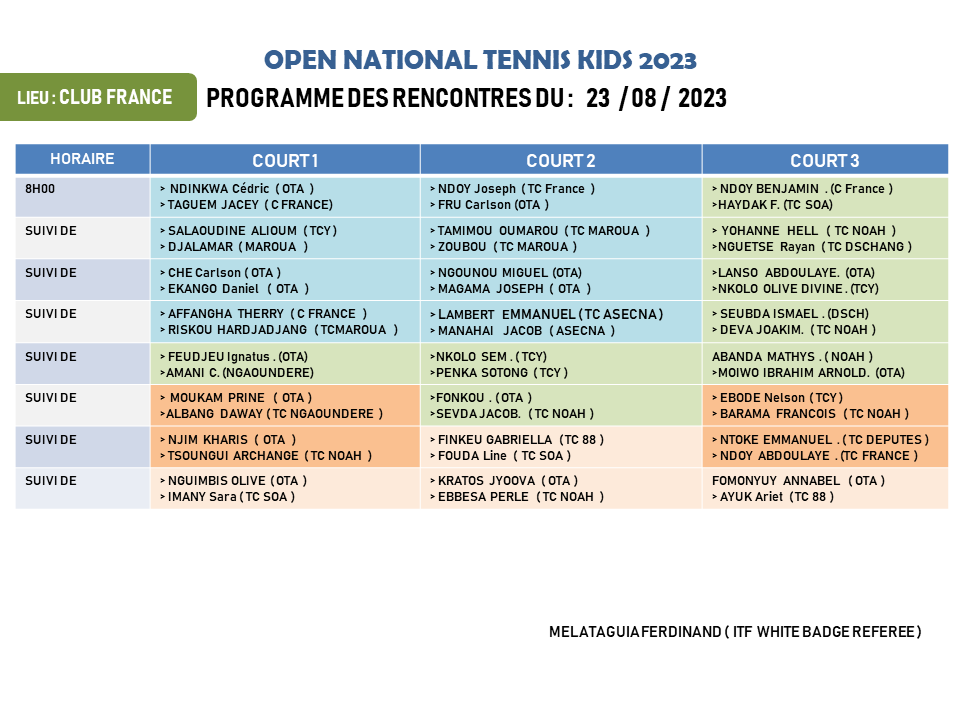 OPEN NATIONAL TENNIS KIDS 2023
LIEU : CLUB FRANCE
PROGRAMME DES RENCONTRES DU : 23 / 08 / 2023
HORAIRE COURT 1 COURT 2 COURT 3
8H00
> NDINKWA Cédric ( OTA )
> TAGUEM JACEY ( C FRANCE)
> NDOY Joseph ( TC France )
> FRU Carlson (OTA )
> NDOY BENJAMIN . (C France )
>HAYDAK F. (TC SOA)
SUIVI DE
> SALAOUDINE ALIOUM ( TCY )
> DJALAMAR ( MAROUA )
> TAMIMOU OUMAROU ( TC MAROUA )
> ZOUBOU ( TC MAROUA )
> YOHANNE HELL ( TC NOAH )
>NGUETSE Rayan ( TC DSCHANG )
SUIVI DE
> CHE Carlson ( OTA )
> EKANGO Daniel ( OTA )
> NGOUNOU MIGUEL (OTA)
> MAGAMA JOSEPH ( OTA )
>LANSO ABDOULAYE. (OTA)
>NKOLO OLIVE DIVINE . (TCY)
SUIVI DE
> AFFANGHA THERRY ( C FRANCE )
> RISKOU HARDJADJANG ( TCMAROUA )
> LAMBERT EMMANUEL ( TC ASECNA )
> MANAHAI JACOB ( ASECNA )
> SEUBDA ISMAEL . (DSCH)
> DEVA JOAKIM. ( TC NOAH )
SUIVI DE
> FEUDJEU Ignatus . (OTA)
>AMANI C. (NGAOUNDERE)
>NKOLO SEM . ( TCY)
>PENKA SOTONG ( TCY )
ABANDA MATHYS . ( NOAH )
>MOIWO IBRAHIM ARNOLD. (OTA)
SUIVI DE
> MOUKAM PRINE ( OTA )
>ALBANG DAWAY ( TC NGAOUNDERE )
>FONKOU . ( OTA )
>SEVDA JACOB. ( TC NOAH )
> EBODE Nelson ( TCY )
> BARAMA FRANCOIS ( TC NOAH )
SUIVI DE
> NJIM KHARIS ( OTA )
> TSOUNGUI ARCHANGE ( TC NOAH )
> FINKEU GABRIELLA (TC 88 )
> FOUDA Line ( TC SOA )
> NTOKE EMMANUEL . ( TC DEPUTES )
> NDOY ABDOULAYE . (TC FRANCE )
SUIVI DE
> NGUIMBIS OLIVE ( OTA )
> IMANY Sara ( TC SOA )
> KRATOS JYOOVA ( OTA )
> EBBESA PERLE ( TC NOAH )
FOMONYUY ANNABEL ( OTA )
> AYUK Ariet (TC 88 )
MELATAGUIA FERDINAND ( ITF WHITE BADGE REFEREE )